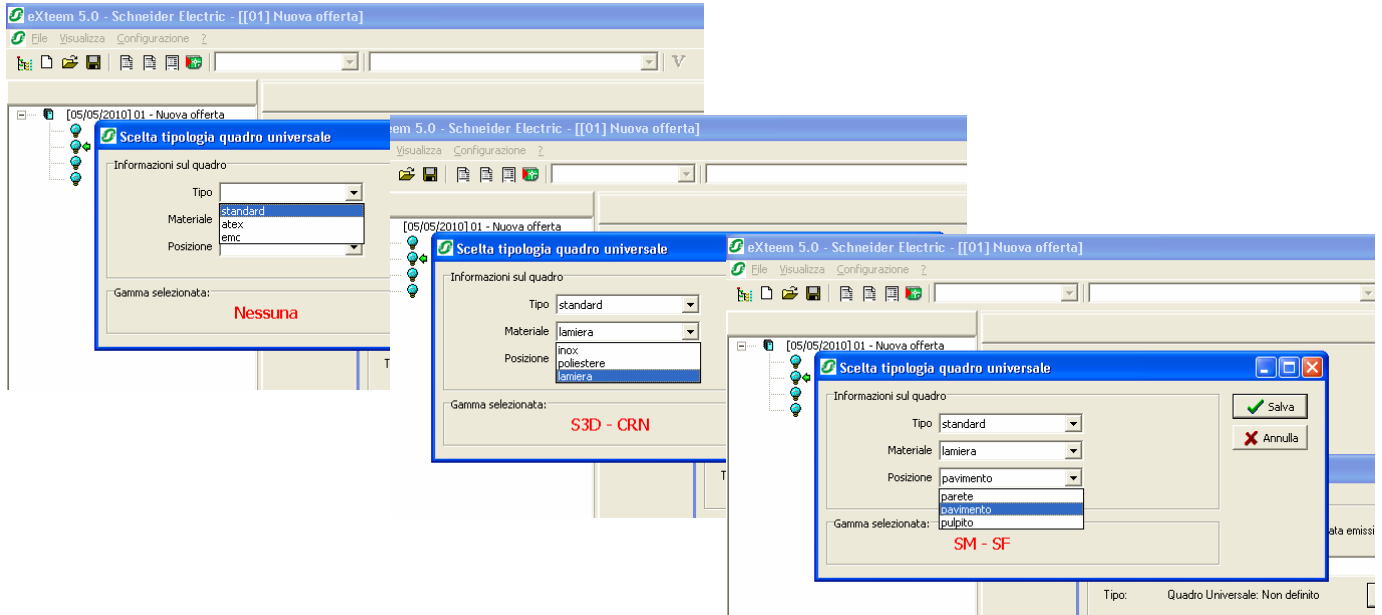 eXteem 5.0 - Schneider Electric - [[01] Nuova offerta]
File Visualizza Configurazione ?
V
[05/05/2010] 01 - Nuova offerta
Scelta tipologia quadro universale
Informazioni sul quadro
Tipo
standard
atex
emc
Materiale
Posizione
Gamma selezionata:
Nessuna
em 5.0 - Schneider Electric - [[01] Nuova offerta]
Visualizza Configurazione ?
[05/05/2010] 01 - Nuova offerta
Scelta tipologia quadro universale
Informazioni sul quadro
Tipo standard
Materiale lamiera
inox
poliestere
lamiera
Posizione
Gamma selezionata:
S3D - CRN
T
T
eXteem 5.0 - Schneider Electric - [[01] Nuova offerta]
File Visualizza Configurazione ?
[05/05/2010] 01 - Nuova offerta
Scelta tipologia quadro universale
Informazioni sul quadro
Tipo standard
Materiale lamiera
Posizione pavimento
parete
pavimento
pulpito
Salva
Annulla
Gamma selezionata:
SM - SF
ata emissi
Tipo: Quadro Universale: Non definito